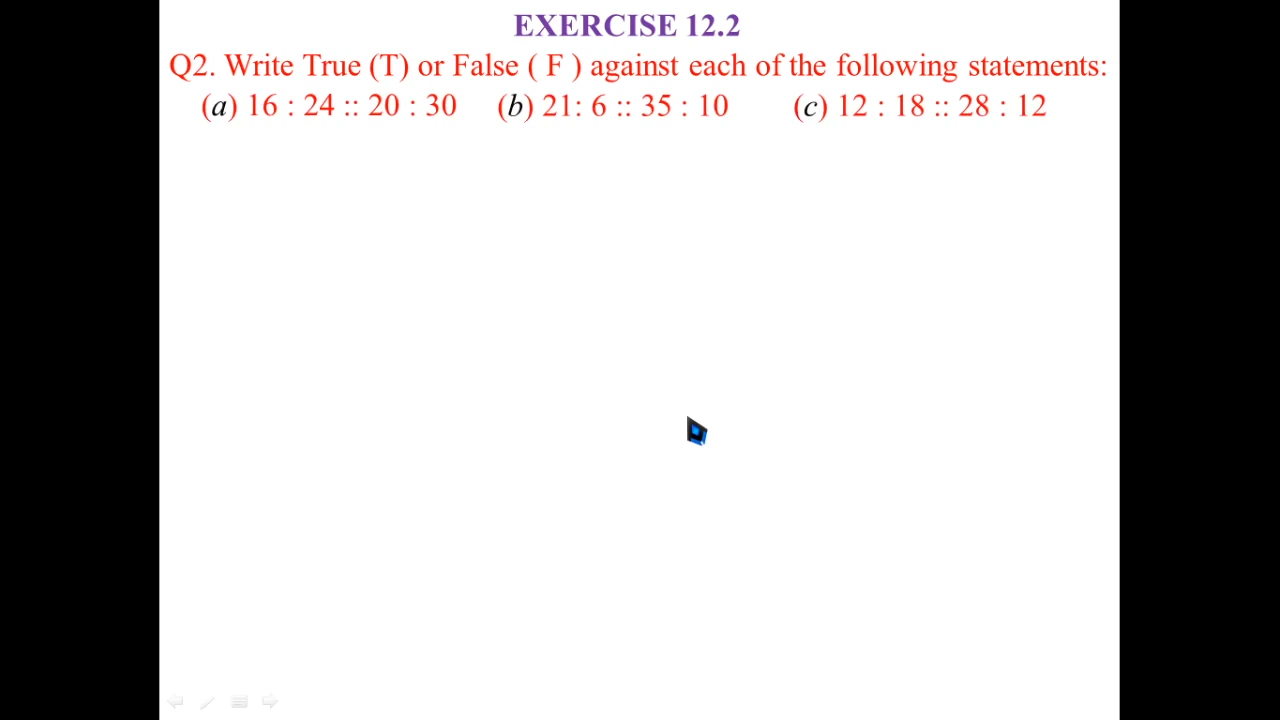 EXERCISE 12.2
Q2. Write True (T) or False ( F ) against each of the following statements:
(a) 16 : 24 :: 20 : 30 (b) 21: 6 :: 35 : 10 (c) 12 : 18 :: 28 : 12